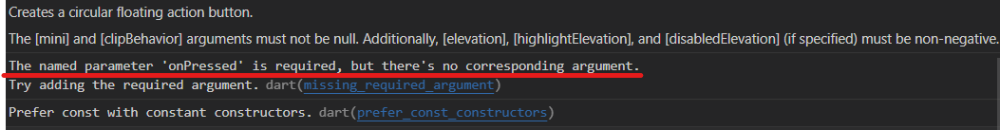 Creates a circular floating action button.
The [mini] and [clipBehavior] arguments must not be null. Additionally, [elevation], [highlightElevation], and [disabledElevation] (if specified) must be non-negative.
The named parameter 'onPressed' is required, but there's no corresponding argument.
Try adding the required argument. dart(missing_required_argument)
Prefer const with constant constructors. dart(prefer_const_constructors)